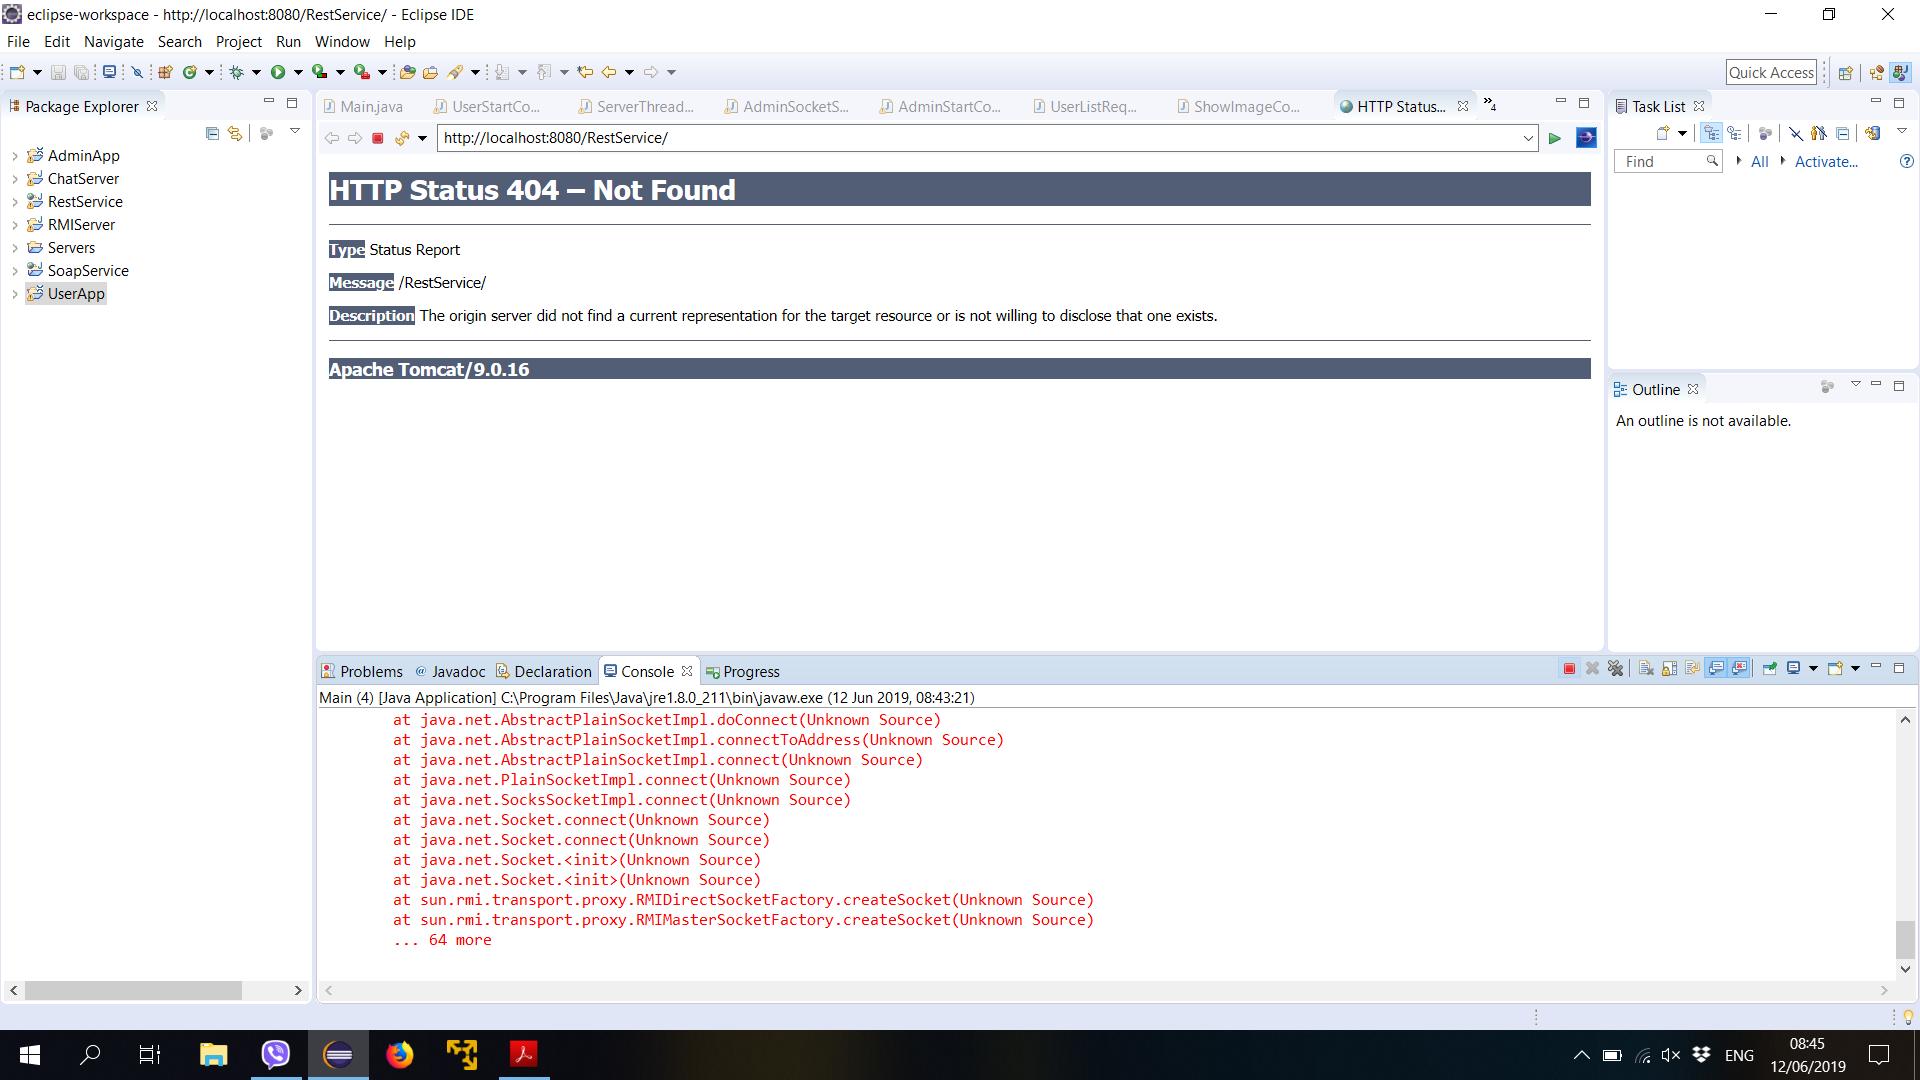 eclipse-workspace - http://localhost:8080/RestService/ - Eclipse IDE
File Edit Navigate Search Project Run Window Help
Quick Access
Package Explorer
AdminApp
ChatServer
RestService
RMIServer
Servers
SoapService
UserApp
Main.java UserStartCo... ServerThread... AdminSocketS... AdminStartCo... UserListReq... ShowImageCo... HTTP Status... »4
http://localhost:8080/RestService/
HTTP Status 404 – Not Found
Type Status Report
Message /RestService/
Description The origin server did not find a current representation for the target resource or is not willing to disclose that one exists.
Apache Tomcat/9.0.16
Task List
Find All Activate...
Outline
An outline is not available.
Problems @ Javadoc Declaration Console Progress
Main (4) [Java Application] C:\Program Files\Java\jre1.8.0_211\bin\javaw.exe (12 Jun 2019, 08:43:21)
at java.net.AbstractPlainSocketImpl.doConnect(Unknown Source)
at java.net.AbstractPlainSocketImpl.connectToAddress(Unknown Source)
at java.net.AbstractPlainSocketImpl.connect(Unknown Source)
at java.net.PlainSocketImpl.connect(Unknown Source)
at java.net.SocksSocketImpl.connect(Unknown Source)
at java.net.Socket.connect(Unknown Source)
at java.net.Socket.connect(Unknown Source)
at java.net.Socket.<init>(Unknown Source)
at java.net.Socket.<init>(Unknown Source)
at sun.rmi.transport.proxy.RMIDirectSocketFactory.createSocket(Unknown Source)
at sun.rmi.transport.proxy.RMIMasterSocketFactory.createSocket(Unknown Source)
... 64 more
ENG
08:45
12/06/2019